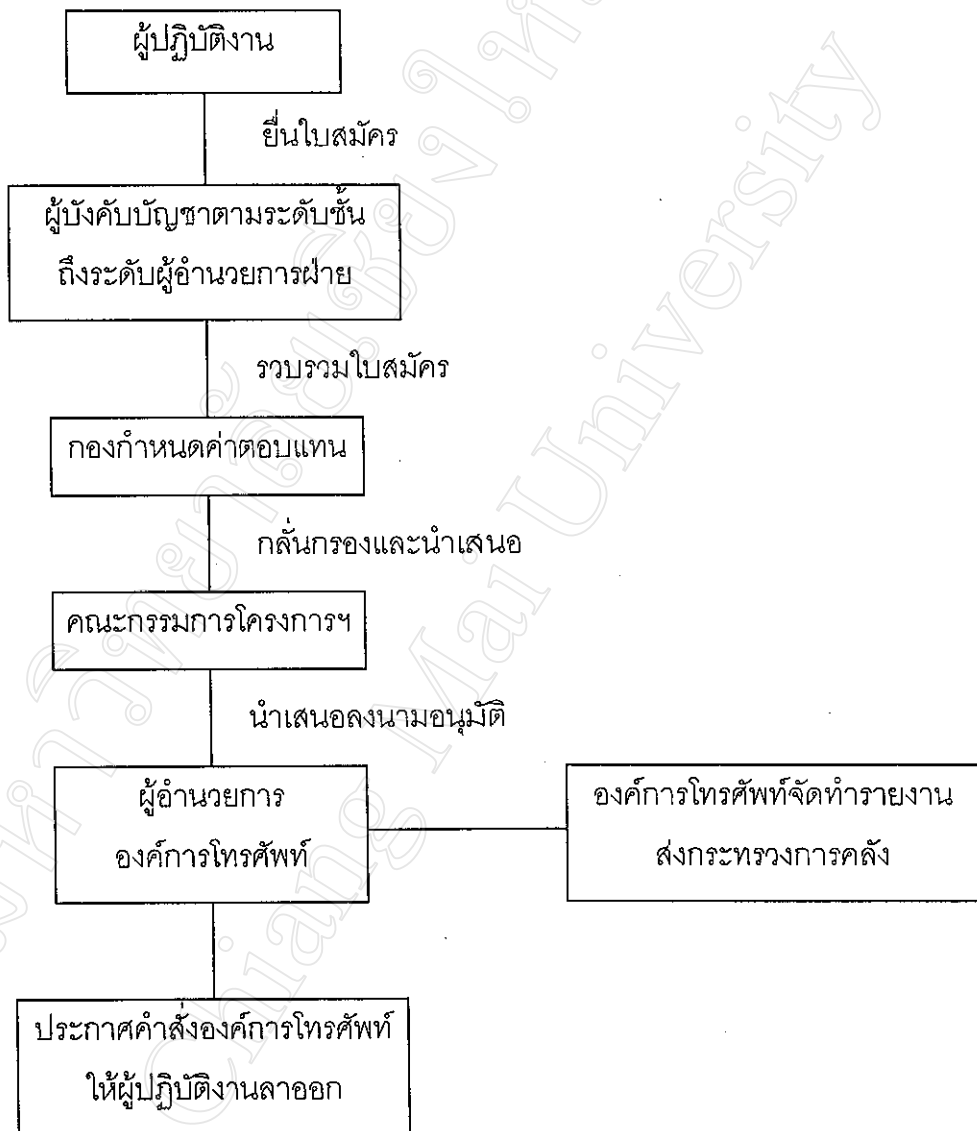 ผู้ปฏิบัติงาน
ยื่นใบสมัคร
ผู้บังคับบัญชาตามระดับชั้น
ถึงระดับผู้อำนวยการฝ่าย
รวบรวมใบสมัคร
กองกำหนดค่าตอบแทน
กลั่นกรองและนำเสนอ
คณะกรรมการโครงการฯ
นำเสนอลงนามอนุมัติ
ผู้อำนวยการ
องค์การโทรศัพท์
องค์การโทรศัพท์จัดทำรายงาน
ส่งกระทรวงการคลัง
ประกาศคำสั่งองค์การโทรศัพท์
ให้ผู้ปฏิบัติงานลาออก
Chiang Mai University